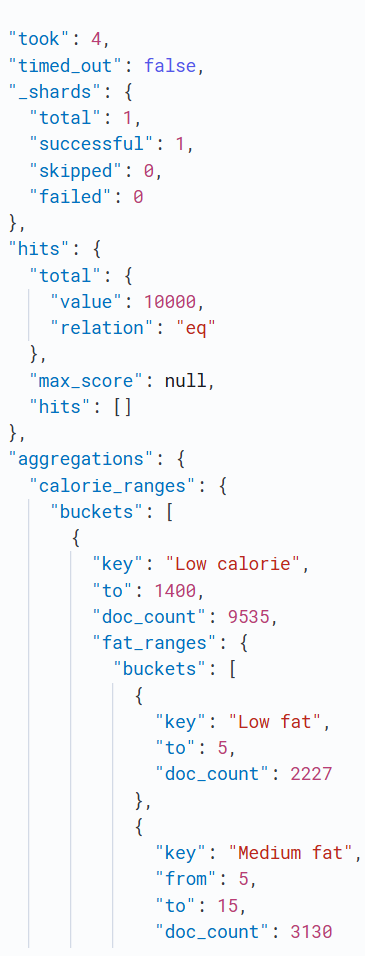 "took": 4,
"timed_out": false,
"_shards": {
  "total": 1,
  "successful": 1,
  "skipped": 0,
  "failed": 0
},
"hits": {
  "total": {
    "value": 10000,
    "relation": "eq"
  },
  "max_score": null,
  "hits": []
},
"aggregations": {
  "calorie_ranges": {
    "buckets": [
      {
        "key": "Low calorie",
        "to": 1400,
        "doc_count": 9535,
        "fat_ranges": {
          "buckets": [
            {
              "key": "Low fat",
              "to": 5,
              "doc_count": 2227
            },
            {
              "key": "Medium fat",
              "from": 5,
              "to": 15,
              "doc_count": 3130